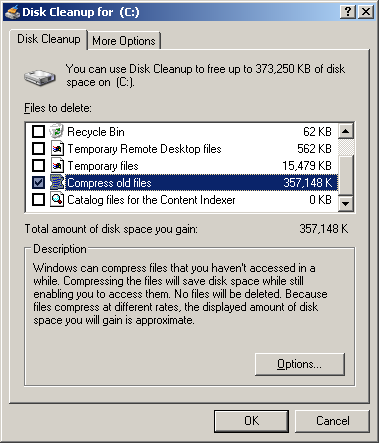 Disk Cleanup for  (C:)
Disk Cleanup More Options
You can use Disk Cleanup to free up to 373,250 KB of disk
space on  (C:).
Files to delete:
Recycle Bin 62 KB
Temporary Remote Desktop files 562 KB
Temporary files 15,479 KB
Compress old files 357,148 K
Catalog files for the Content Indexer 0 KB
Total amount of disk space you gain: 357,148 K
Description
Windows can compress files that you haven't accessed in a
while. Compressing the files will save disk space while still
enabling you to access them. No files will be deleted. Because
files compress at different rates, the displayed amount of disk
space you will gain is approximate.
Options...
OK Cancel